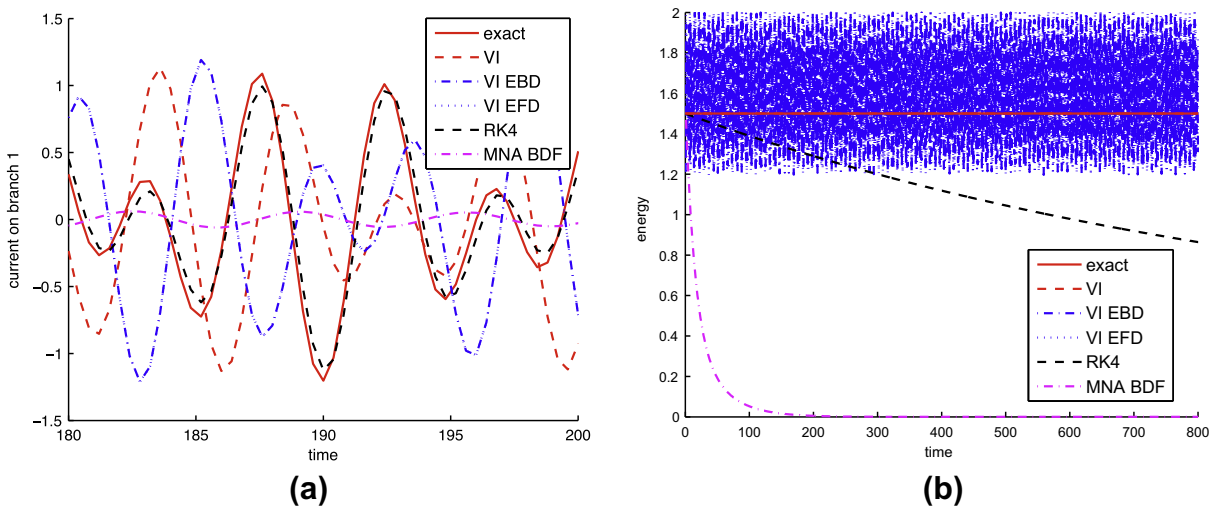 1.5
1
0.5
0
−0.5
−1
−1.5
current on branch 1
180
185
190
195
200
time
exact
VI
VI EBD
VI EFD
RK4
MNA BDF
(a)
2
1.8
1.6
1.4
1.2
1
0.8
0.6
0.4
0.2
0
energy
0
100
200
300
400
500
600
700
800
time
exact
VI
VI EBD
VI EFD
RK4
MNA BDF
(b)